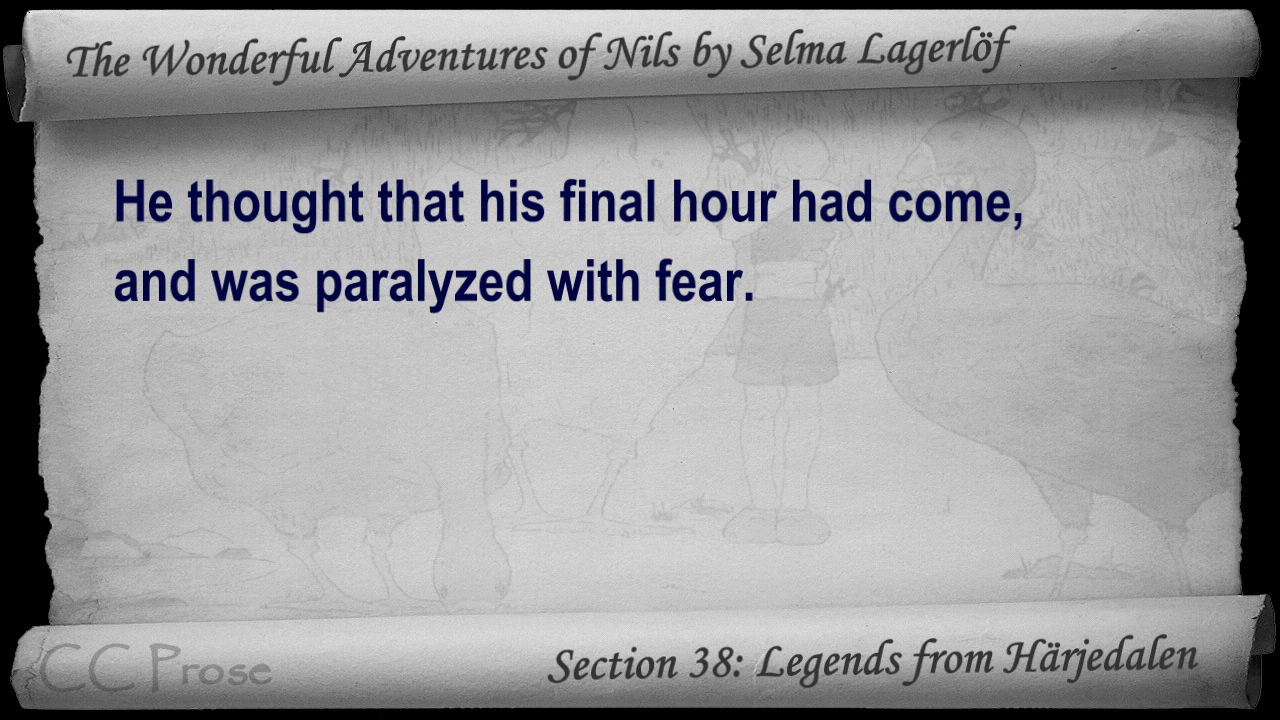 The Wonderful Adventures of Nils by Selma Lagerlöf
He thought that his final hour had come,
and was paralyzed with fear.
CC Prose
Section 38: Legends from Härjedalen